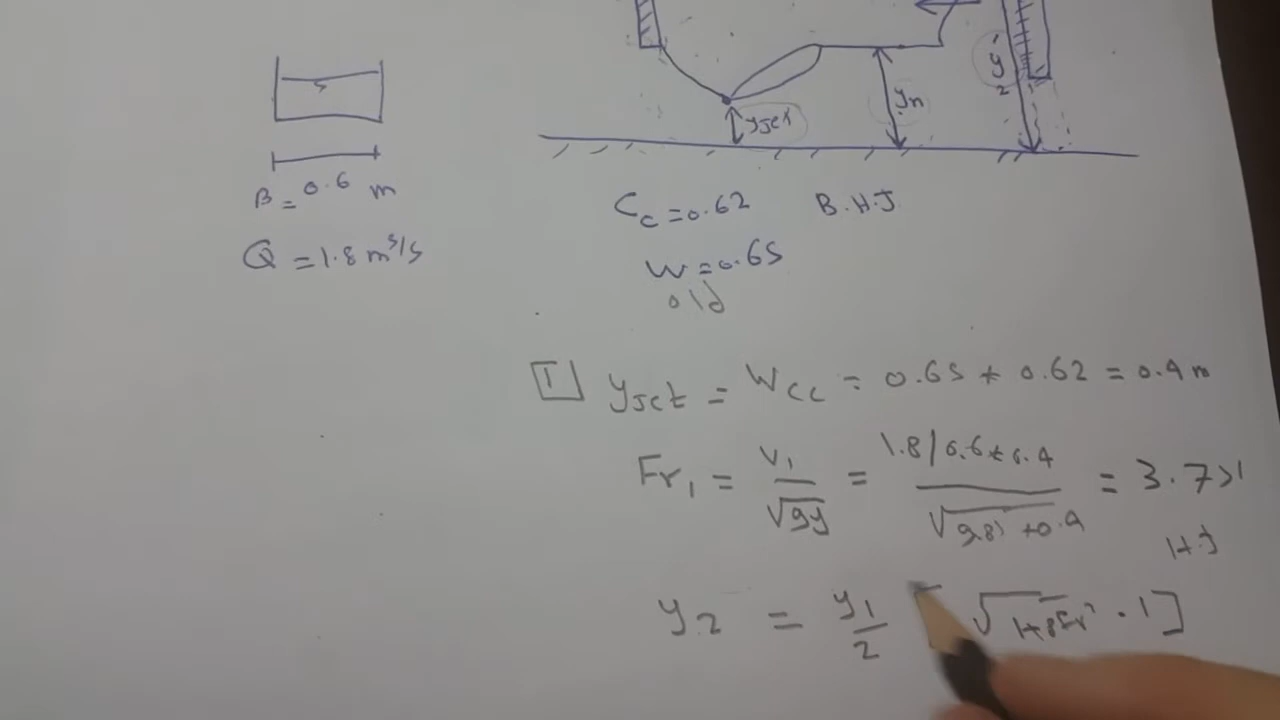 y2
yJet
yn
B = 0.6 m
Q = 1.8 m³/s
Cc = 0.62 B.H.J
W = 0.65
old
1 yJet = W Cc = 0.65 * 0.62 = 0.4 m
Fr1 = V1 / √gy = 1.8/0.6*0.4 / √9.81*0.4 = 3.7 > 1
H.J
y2 = y1/2 [√1+8Fr² - 1]